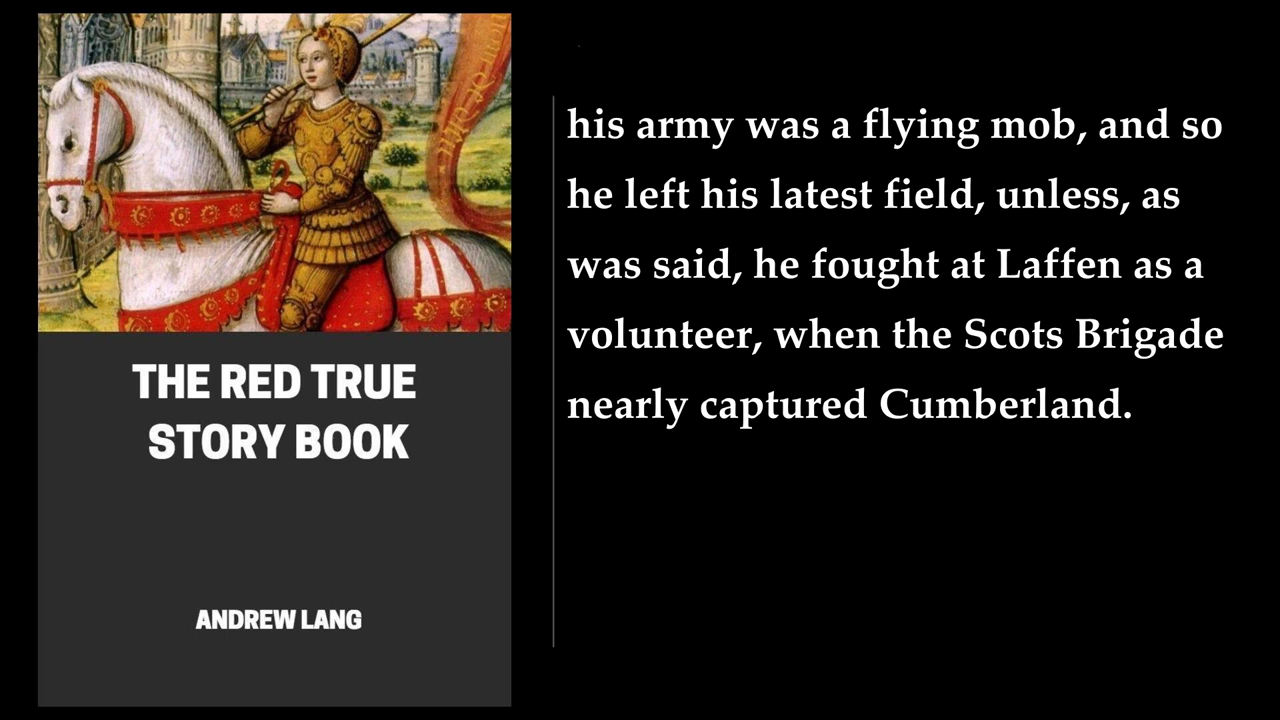 THE RED TRUE
STORY BOOK
ANDREW LANG
his army was a flying mob, and so
he left his latest field, unless, as
was said, he fought at Laffen as a
volunteer, when the Scots Brigade
nearly captured Cumberland.